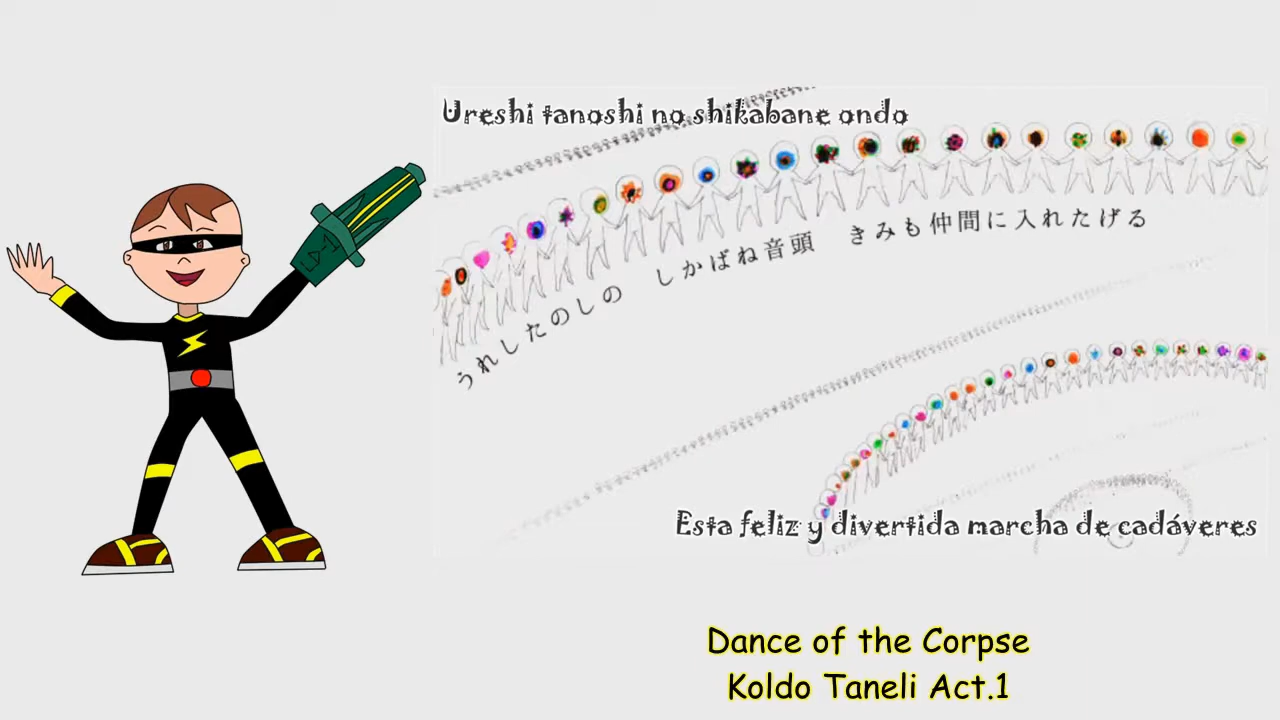 Ureshi tanoshi no shikabane ondo
うれしたのしの しかばね音頭 きみも仲間に入れたげる
Esta feliz y divertida marcha de cadáveres
Dance of the Corpse
Koldo Taneli Act.1